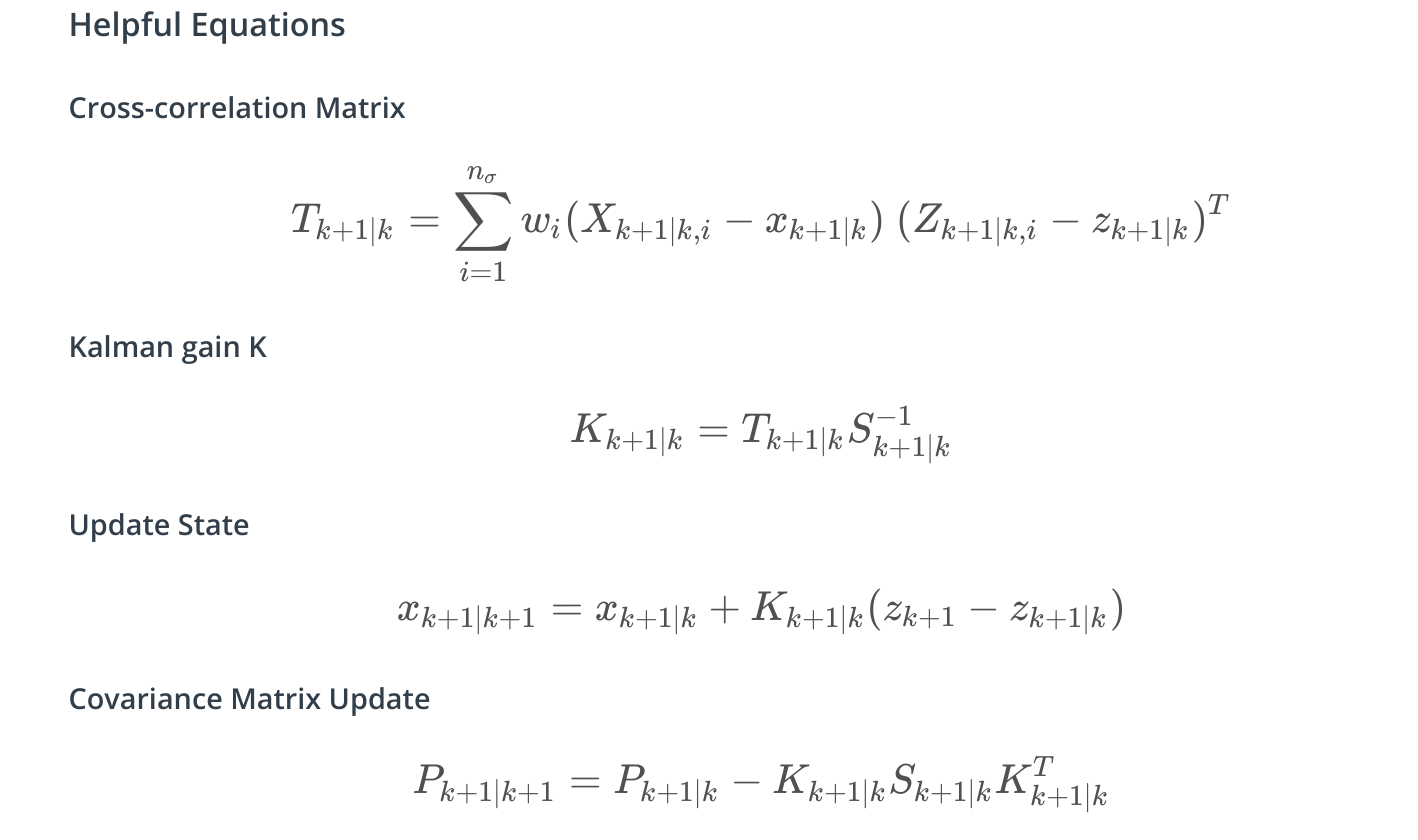 Helpful Equations
Cross-correlation Matrix
$T_{k+1|k} = \sum_{i=1}^{n_\sigma} w_i (X_{k+1|k,i} - x_{k+1|k}) (Z_{k+1|k,i} - z_{k+1|k})^T$
Kalman gain K
$K_{k+1|k} = T_{k+1|k} S_{k+1|k}^{-1}$
Update State
$x_{k+1|k+1} = x_{k+1|k} + K_{k+1|k} (z_{k+1} - z_{k+1|k})$
Covariance Matrix Update
$P_{k+1|k+1} = P_{k+1|k} - K_{k+1|k} S_{k+1|k} K_{k+1|k}^T$